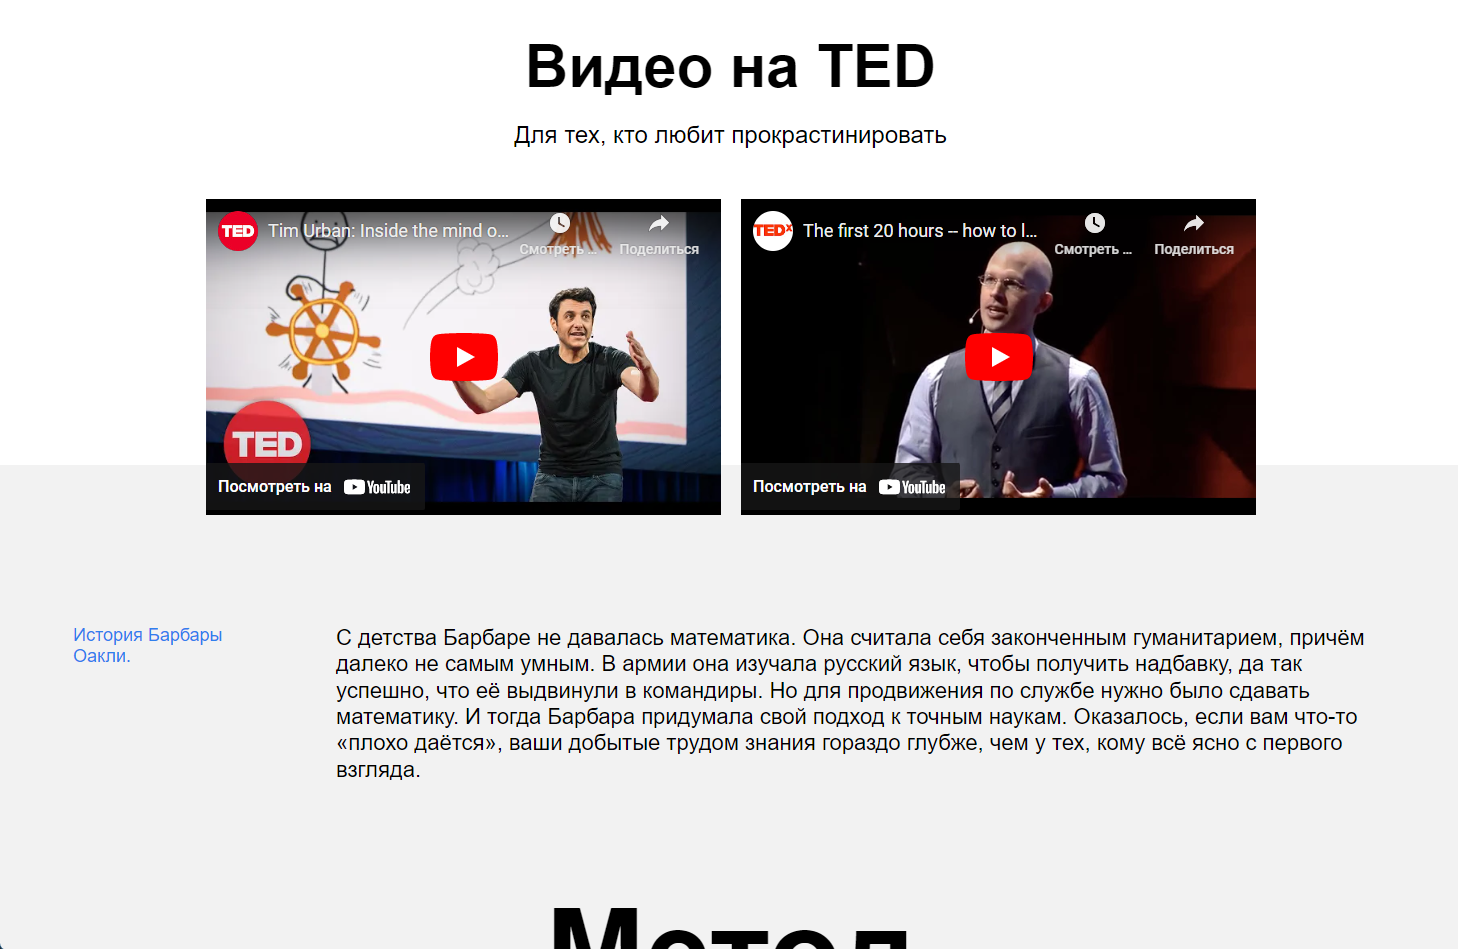 Видео на TED
Для тех, кто любит прокрастинировать
TED
Tim Urban: Inside the mind o...
Смотреть ...
Поделиться
TED
Посмотреть на YouTube
TEDx
The first 20 hours -- how to l...
Смотреть ...
Поделиться
Посмотреть на YouTube
История Барбары
Оакли.
С детства Барбаре не давалась математика. Она считала себя законченным гуманитарием, причём
далеко не самым умным. В армии она изучала русский язык, чтобы получить надбавку, да так
успешно, что её выдвинули в командиры. Но для продвижения по службе нужно было сдавать
математику. И тогда Барбара придумала свой подход к точным наукам. Оказалось, если вам что-то
«плохо даётся», ваши добытые трудом знания гораздо глубже, чем у тех, кому всё ясно с первого
взгляда.
Метод